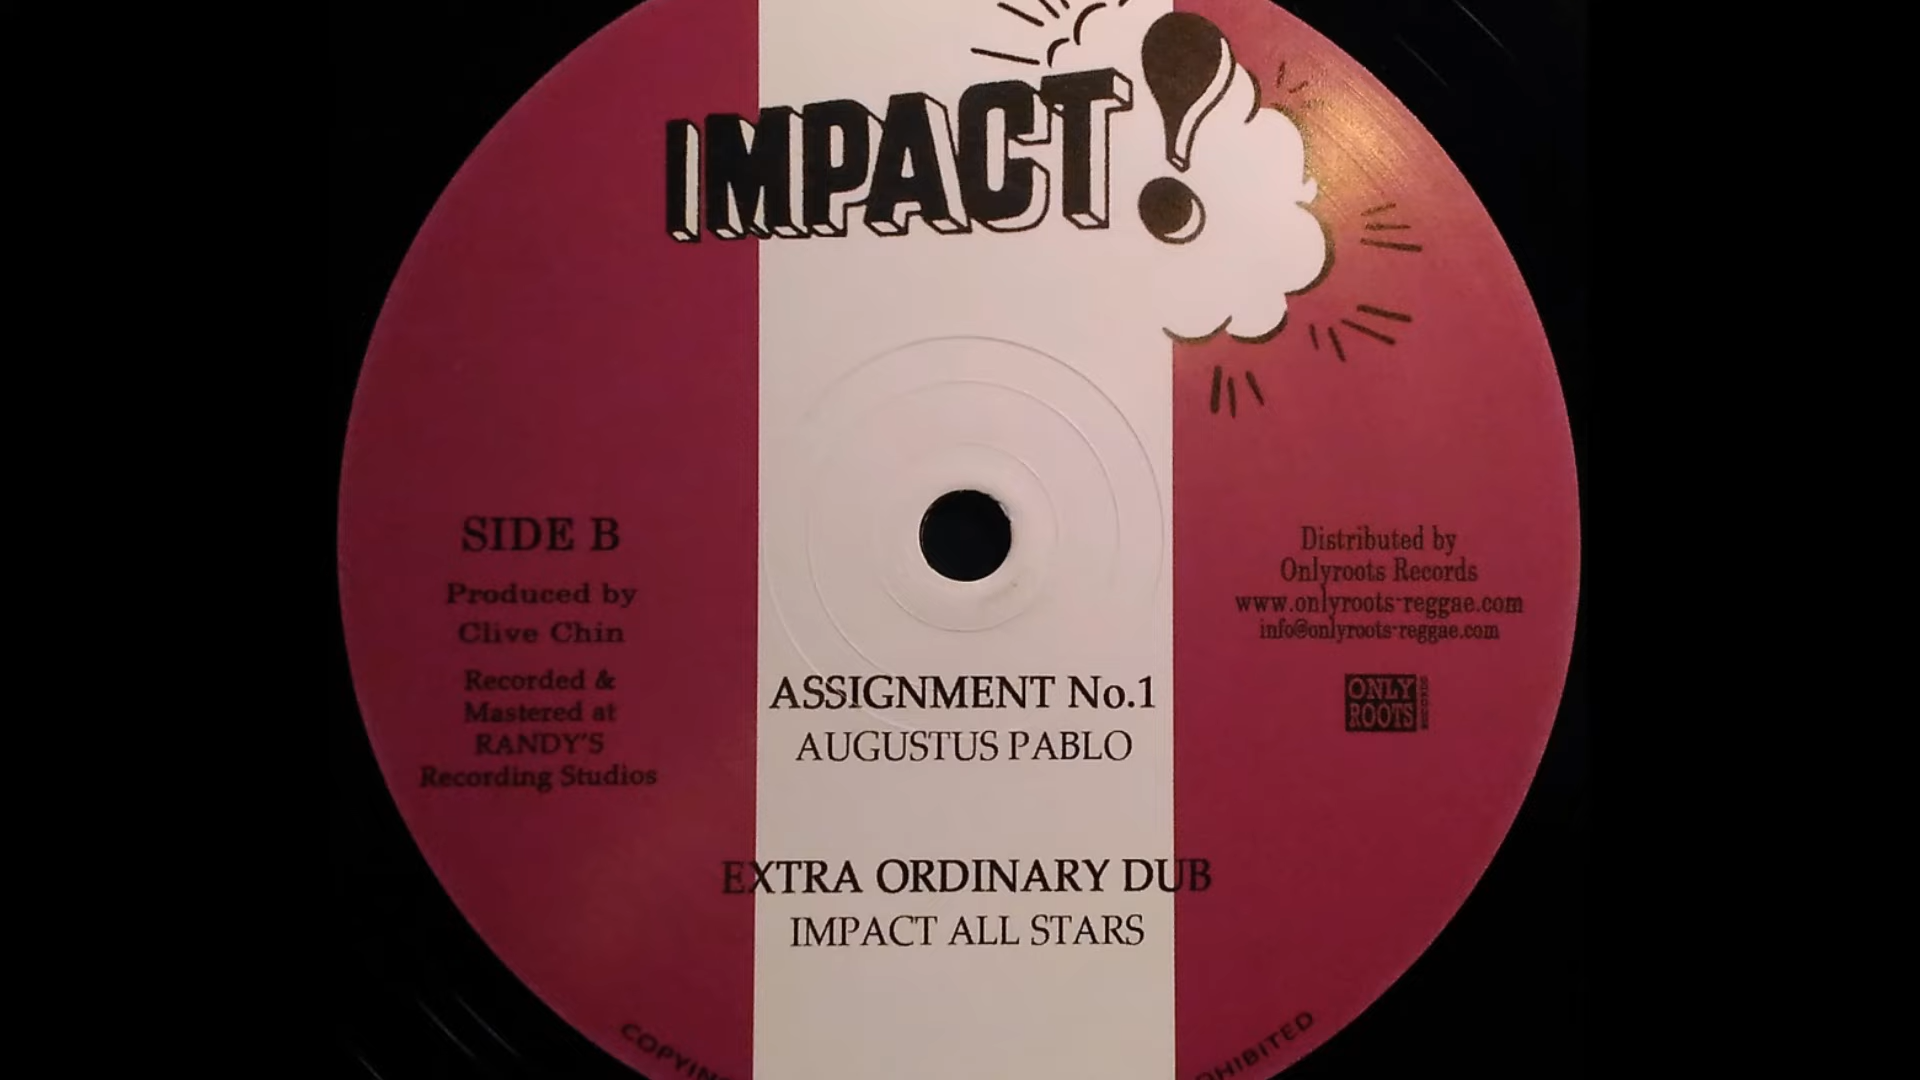 IMPACT!
SIDE B
Produced by
Clive Chin
Recorded &
Mastered at
RANDY'S
Recording Studios
Distributed by
Onlyroots Records
www.onlyroots-reggae.com
info@onlyroots-reggae.com
ONLY
ROOTS
RECORDS
ASSIGNMENT No.1
AUGUSTUS PABLO
EXTRA ORDINARY DUB
IMPACT ALL STARS